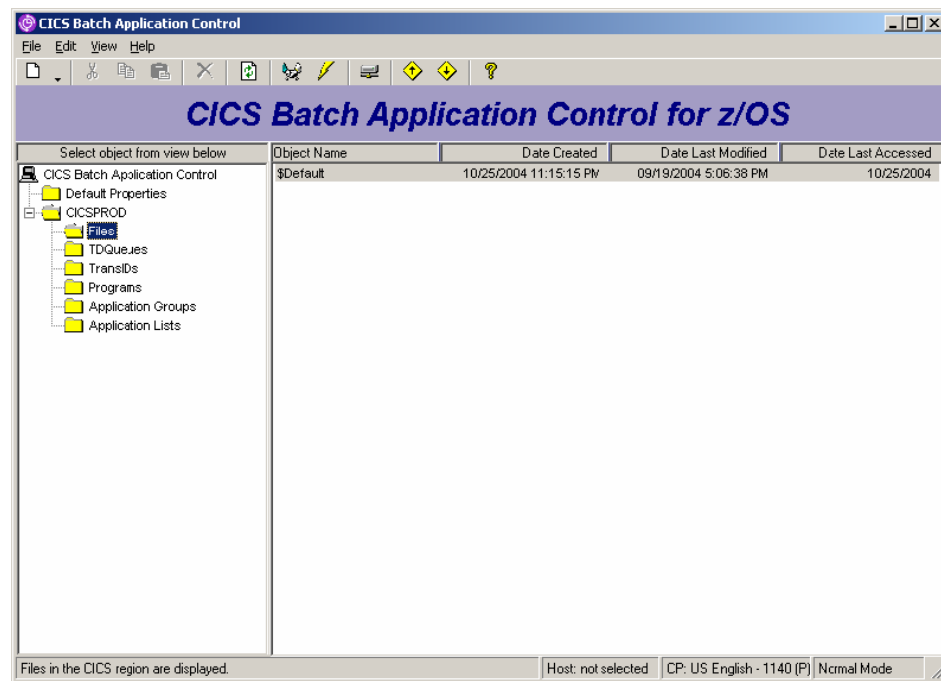 CICS Batch Application Control
File Edit View Help
CICS Batch Application Control for z/OS
Select object from view below
Object Name Date Created Date Last Modified Date Last Accessed
CICS Batch Application Control
$Default 10/25/2004 11:15:15 PM 09/19/2004 5:06:38 PM 10/25/2004
Default Properties
CICSPROD
Files
TDQueues
TransIDs
Programs
Application Groups
Application Lists
Files in the CICS region are displayed. Host: not selected CP: US English - 1140 (P) Normal Mode